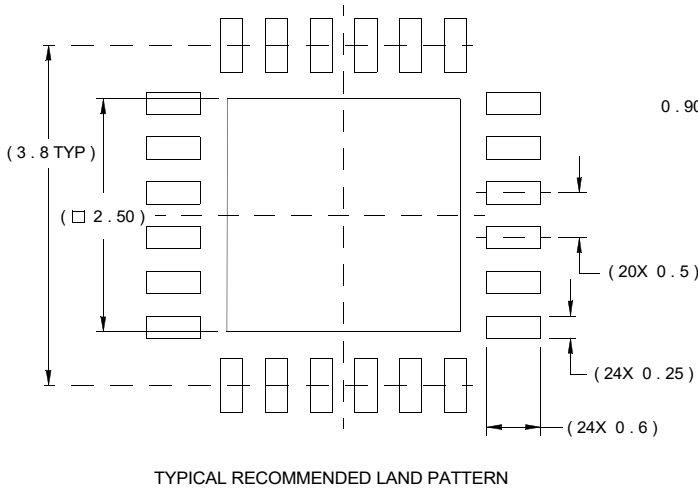 0.90
( 3 . 8 TYP )
( □ 2 . 50 )
( 20X 0 . 5 )
( 24X 0 . 25 )
( 24X 0 . 6 )
TYPICAL RECOMMENDED LAND PATTERN